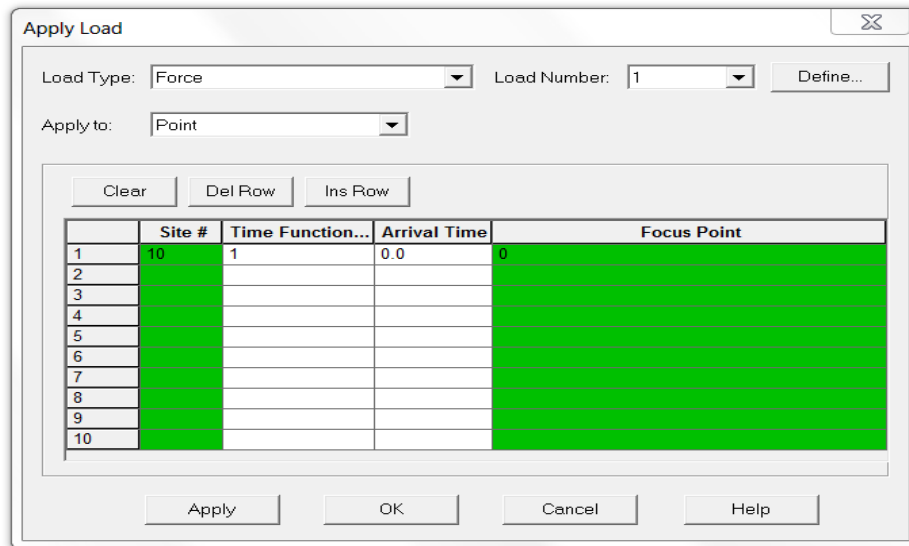 Apply Load
Load Type: Force Load Number: 1 Define...
Apply to: Point
Clear Del Row Ins Row
Site # Time Function... Arrival Time Focus Point
1 10 1 0.0 0
2
3
4
5
6
7
8
9
10
Apply OK Cancel Help